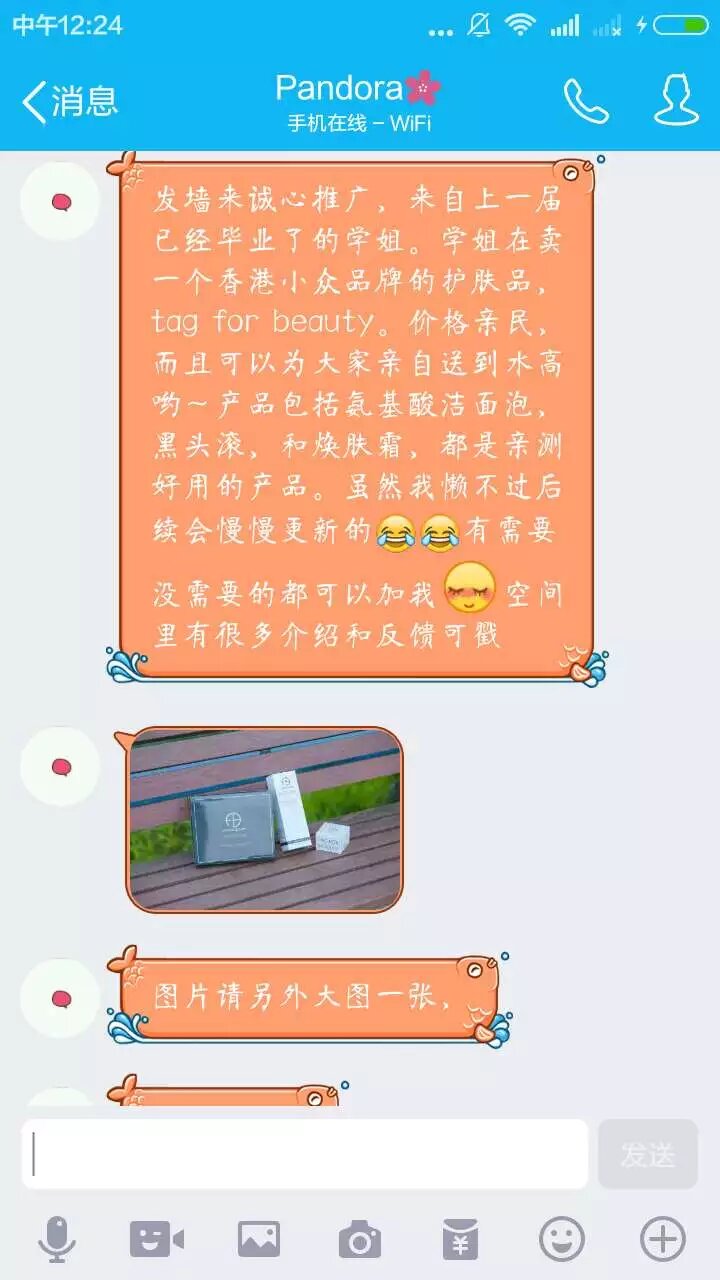 中午12:24
消息
Pandora
手机在线 – WiFi
发墙来诚心推广，来自上一届
已经毕业了的学姐。学姐在卖
一个香港小众品牌的护肤品，
tag for beauty。价格亲民，
而且可以为大家亲自送到水高
哟～产品包括氨基酸洁面泡，
黑头滚，和焕肤霜，都是亲测
好用的产品。虽然我懒不过后
续会慢慢更新的😂😂有需要
没需要的都可以加我😊空间
里有很多介绍和反馈可戳
图片请另外大图一张，
发送